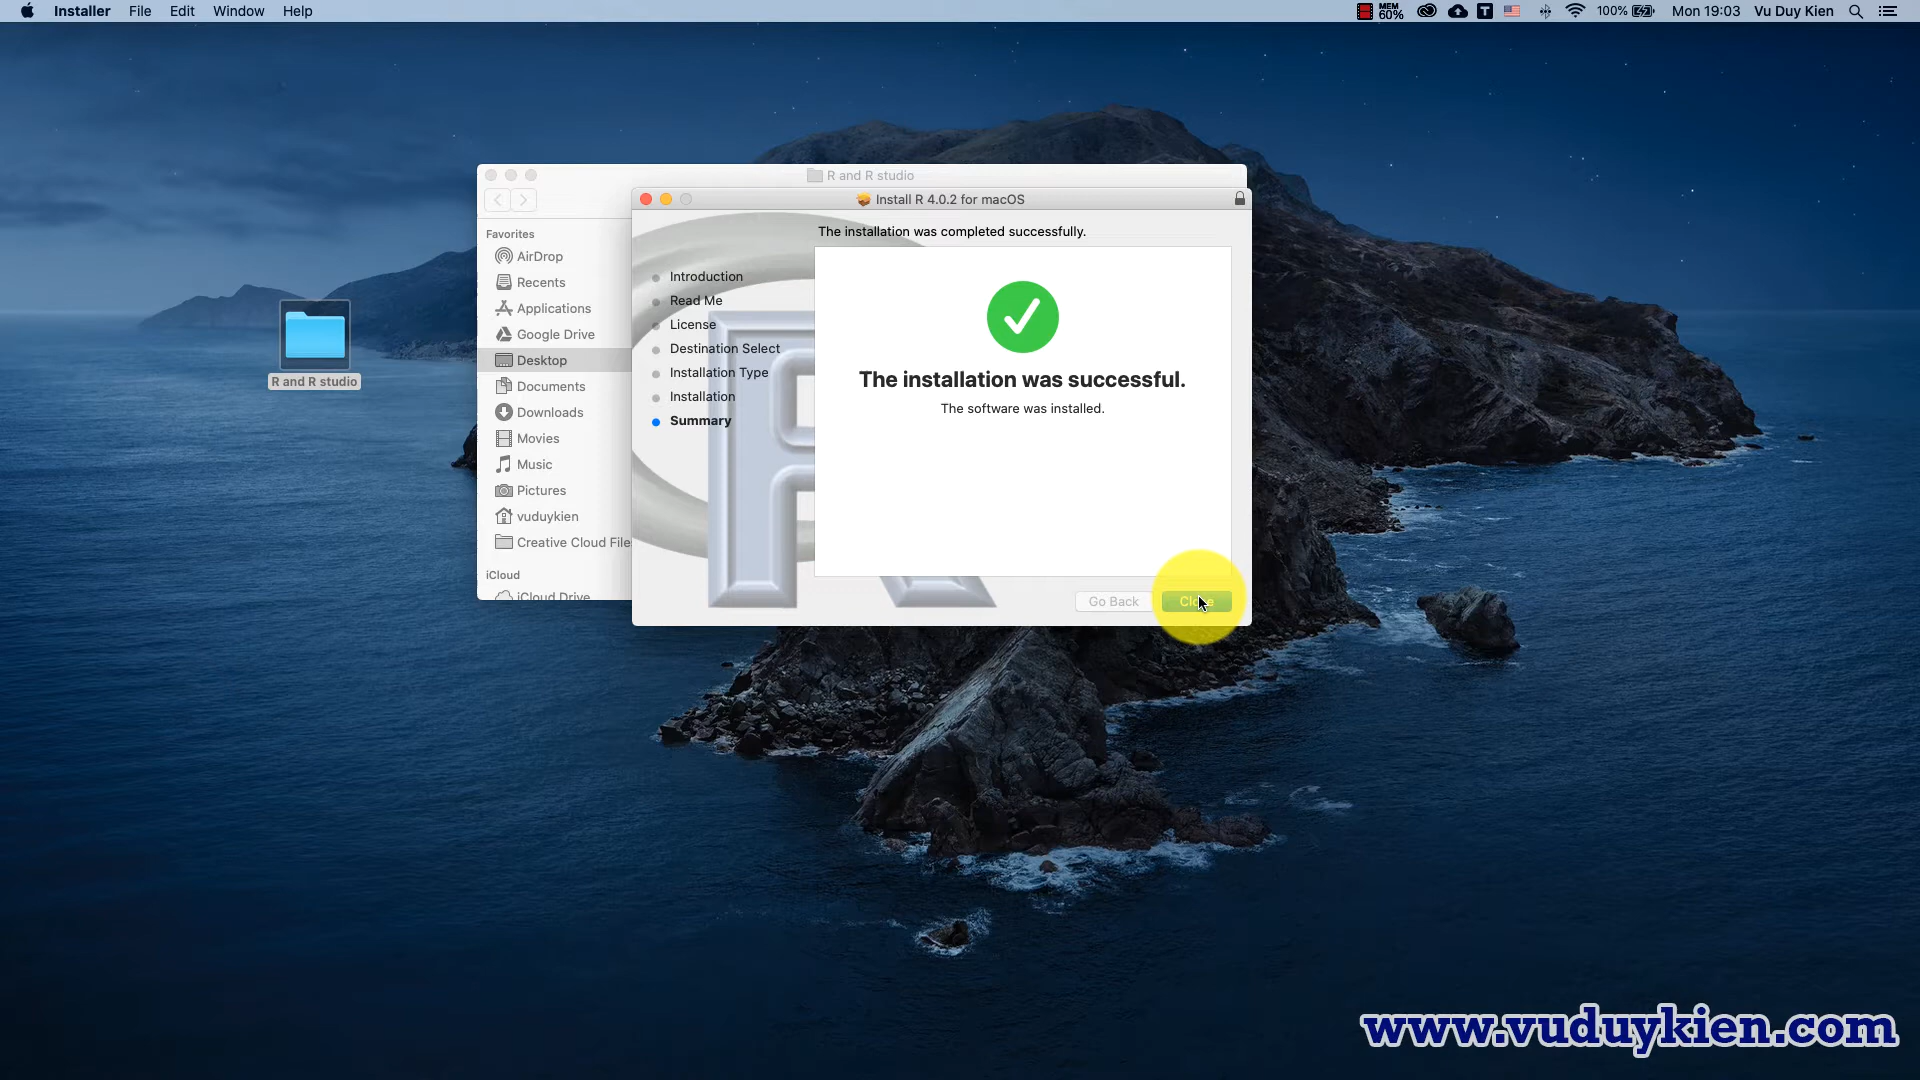 Installer File Edit Window Help
MEM 60% T 100% Mon 19:03 Vu Duy Kien
R and R studio
Install R 4.0.2 for macOS
The installation was completed successfully.
Favorites
AirDrop
Recents
Applications
Google Drive
Desktop
Documents
Downloads
Movies
Music
Pictures
vuduykien
Creative Cloud File
iCloud
iCloud Drive
Introduction
Read Me
License
Destination Select
Installation Type
Installation
Summary
The installation was successful.
The software was installed.
Go Back Close
R and R studio
www.vuduykien.com